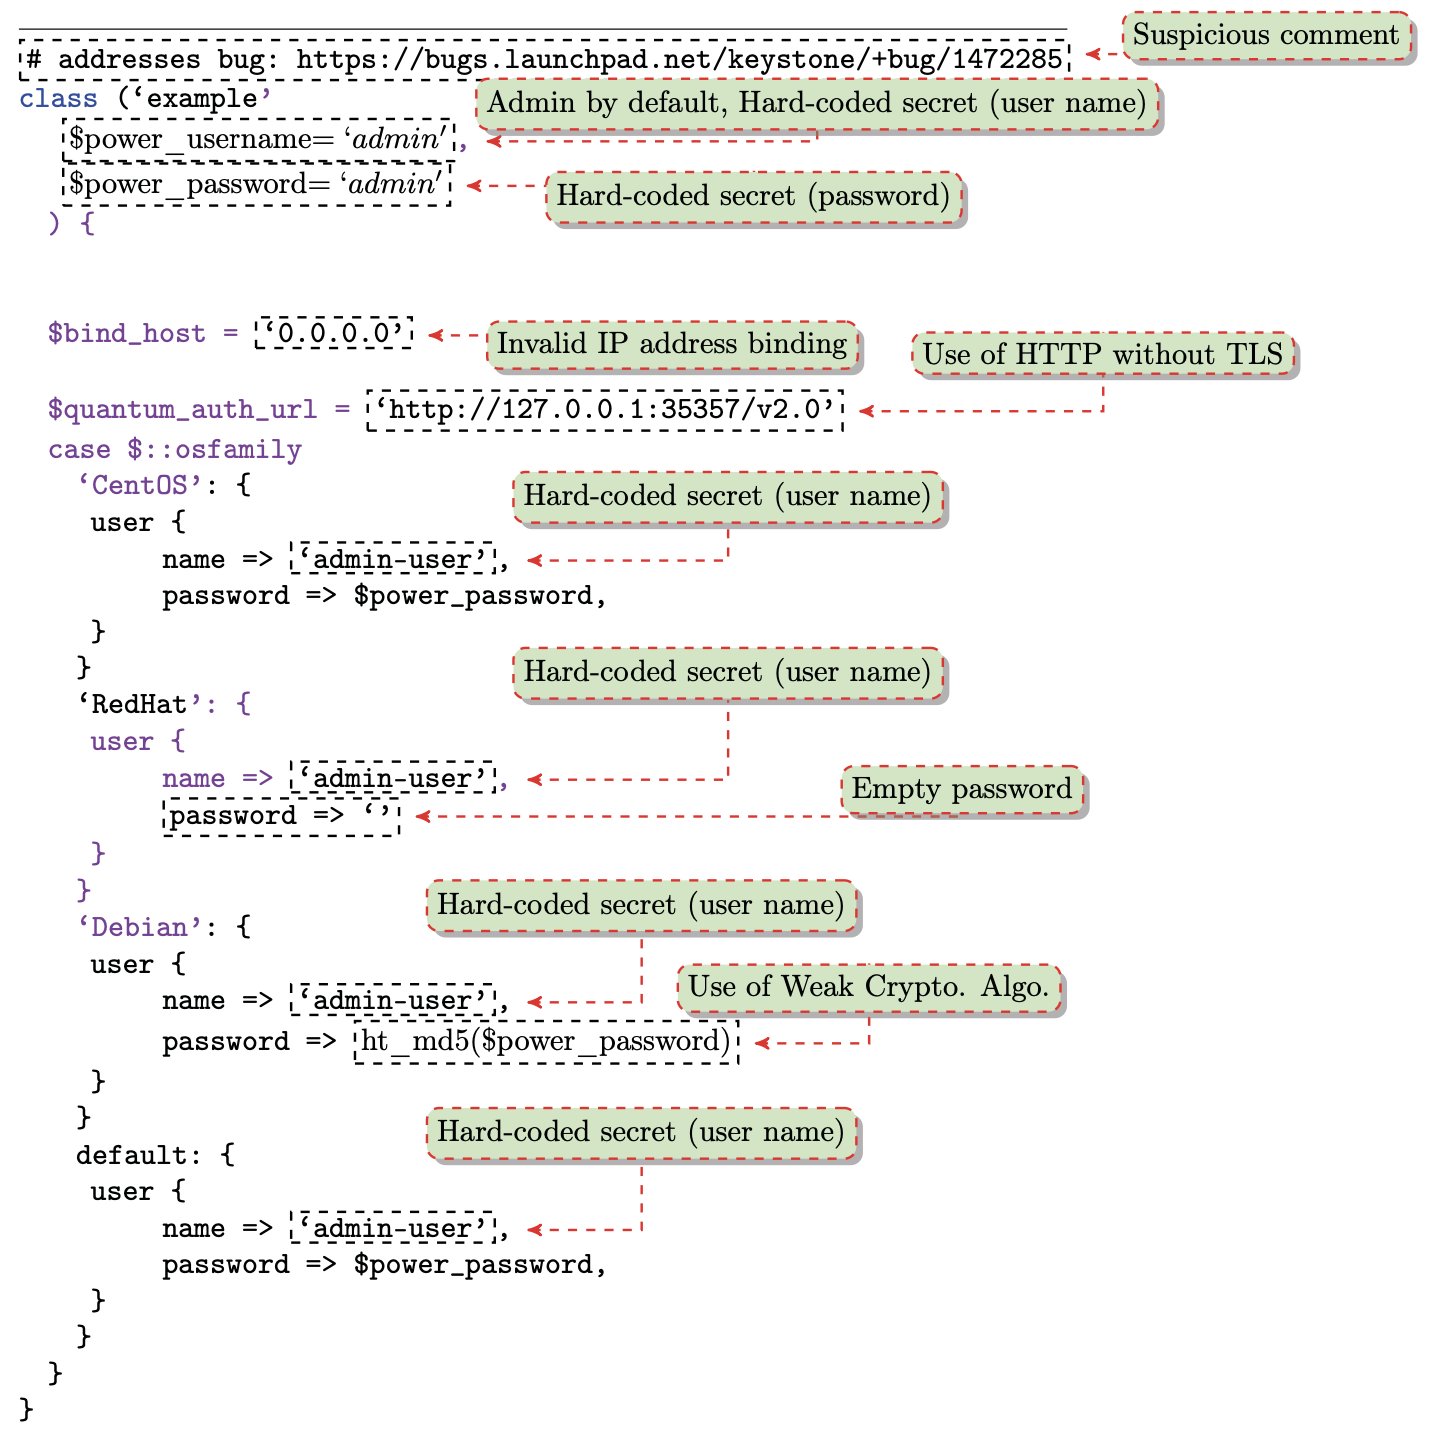 Suspicious comment
# addresses bug: https://bugs.launchpad.net/keystone/+bug/1472285
class (‘example’
Admin by default, Hard-coded secret (user name)
$power_username= ‘admin’,
$power_password= ‘admin’
Hard-coded secret (password)
) {
$bind_host = ‘0.0.0.0’
Invalid IP address binding
Use of HTTP without TLS
$quantum_auth_url = ‘http://127.0.0.1:35357/v2.0’
case $::osfamily
‘CentOS’: {
Hard-coded secret (user name)
user {
name => ‘admin-user’,
password => $power_password,
}
}
Hard-coded secret (user name)
‘RedHat’: {
user {
name => ‘admin-user’,
Empty password
password => ‘’
}
}
Hard-coded secret (user name)
‘Debian’: {
user {
Use of Weak Crypto. Algo.
name => ‘admin-user’,
password => ht_md5($power_password)
}
}
Hard-coded secret (user name)
default: {
user {
name => ‘admin-user’,
password => $power_password,
}
}
}
}